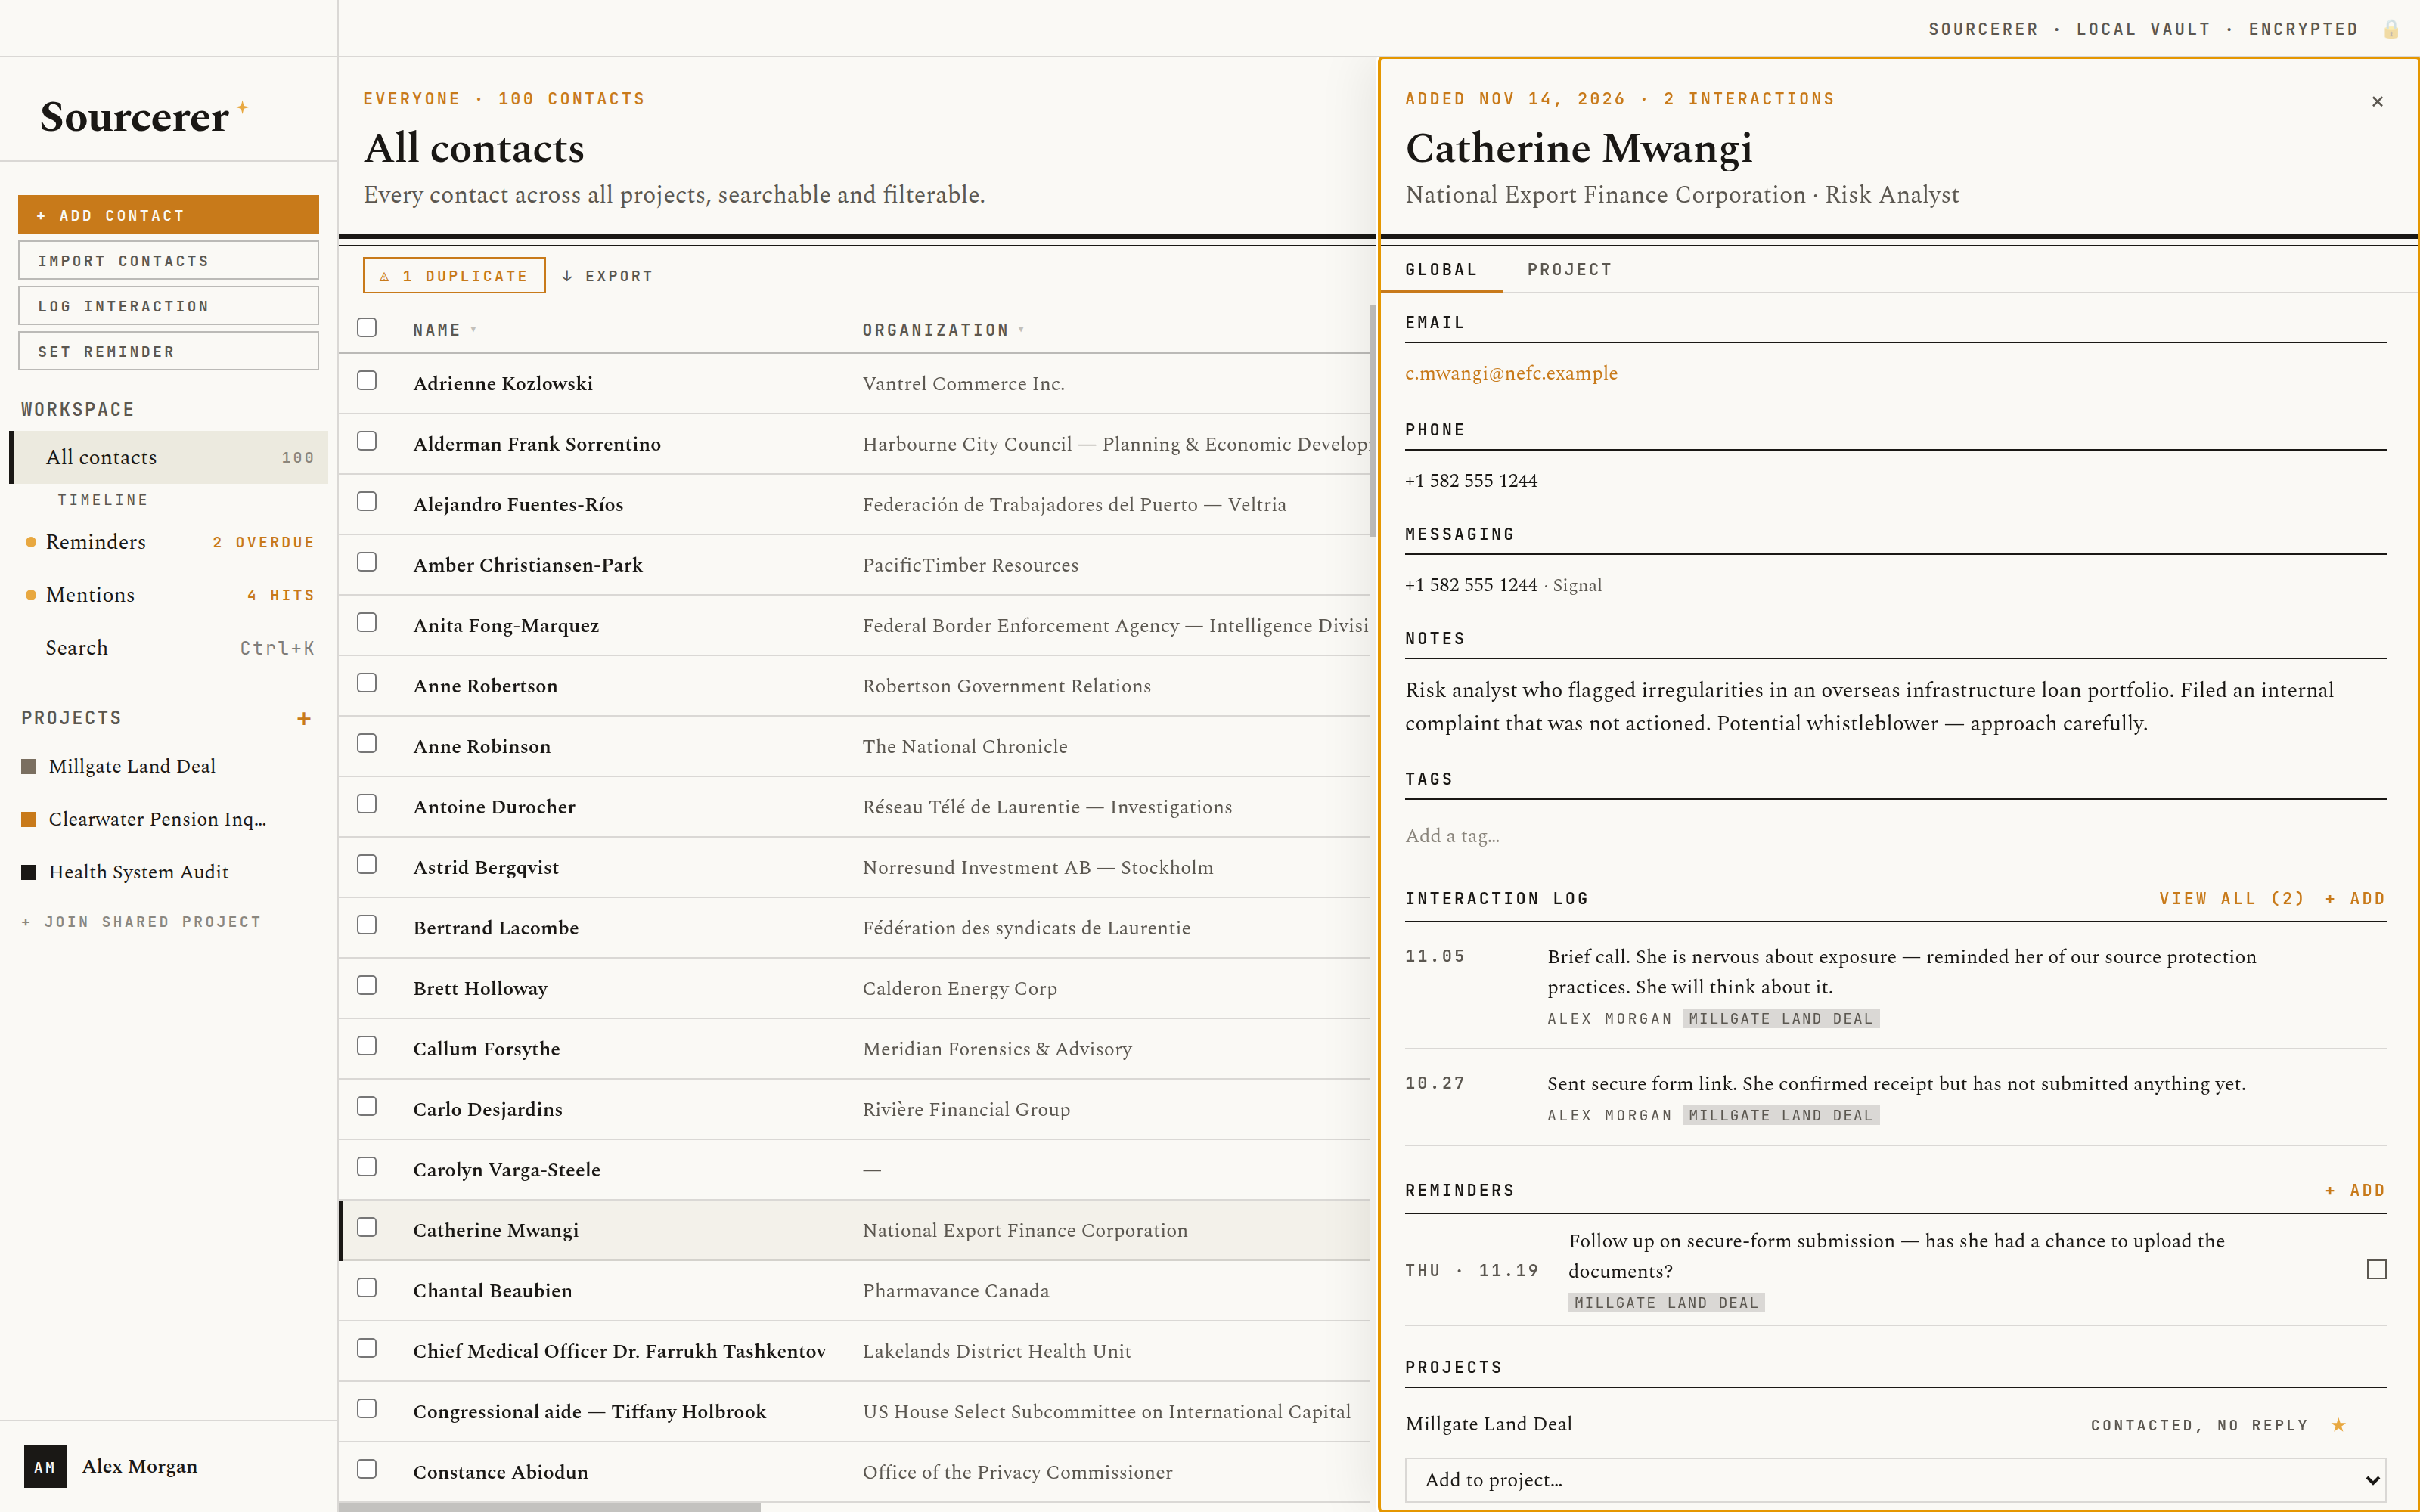 SOURCERER · LOCAL VAULT · ENCRYPTED
Sourcerer
+ ADD CONTACT
IMPORT CONTACTS
LOG INTERACTION
SET REMINDER
WORKSPACE
All contacts 100
TIMELINE
Reminders 2 OVERDUE
Mentions 4 HITS
Search Ctrl+K
PROJECTS +
Millgate Land Deal
Clearwater Pension Inq…
Health System Audit
+ JOIN SHARED PROJECT
AM Alex Morgan
EVERYONE · 100 CONTACTS
All contacts
Every contact across all projects, searchable and filterable.
⚠ 1 DUPLICATE ↓ EXPORT
NAME ▾ ORGANIZATION ▾
Adrienne Kozlowski Vantrel Commerce Inc.
Alderman Frank Sorrentino Harbourne City Council — Planning & Economic Develop
Alejandro Fuentes-Ríos Federación de Trabajadores del Puerto — Veltria
Amber Christiansen-Park PacificTimber Resources
Anita Fong-Marquez Federal Border Enforcement Agency — Intelligence Divisi
Anne Robertson Robertson Government Relations
Anne Robinson The National Chronicle
Antoine Durocher Réseau Télé de Laurentie — Investigations
Astrid Bergqvist Norresund Investment AB — Stockholm
Bertrand Lacombe Fédération des syndicats de Laurentie
Brett Holloway Calderon Energy Corp
Callum Forsythe Meridian Forensics & Advisory
Carlo Desjardins Rivière Financial Group
Carolyn Varga-Steele —
Catherine Mwangi National Export Finance Corporation
Chantal Beaubien Pharmavance Canada
Chief Medical Officer Dr. Farrukh Tashkentov Lakelands District Health Unit
Congressional aide — Tiffany Holbrook US House Select Subcommittee on International Capital
Constance Abiodun Office of the Privacy Commissioner
ADDED NOV 14, 2026 · 2 INTERACTIONS ×
Catherine Mwangi
National Export Finance Corporation · Risk Analyst
GLOBAL PROJECT
EMAIL
c.mwangi@nefc.example
PHONE
+1 582 555 1244
MESSAGING
+1 582 555 1244 · Signal
NOTES
Risk analyst who flagged irregularities in an overseas infrastructure loan portfolio. Filed an internal
complaint that was not actioned. Potential whistleblower — approach carefully.
TAGS
Add a tag…
INTERACTION LOG VIEW ALL (2) + ADD
11.05 Brief call. She is nervous about exposure — reminded her of our source protection
practices. She will think about it.
ALEX MORGAN MILLGATE LAND DEAL
10.27 Sent secure form link. She confirmed receipt but has not submitted anything yet.
ALEX MORGAN MILLGATE LAND DEAL
REMINDERS + ADD
THU · 11.19 Follow up on secure-form submission — has she had a chance to upload the
documents?
MILLGATE LAND DEAL
PROJECTS
Millgate Land Deal CONTACTED, NO REPLY ★
Add to project…